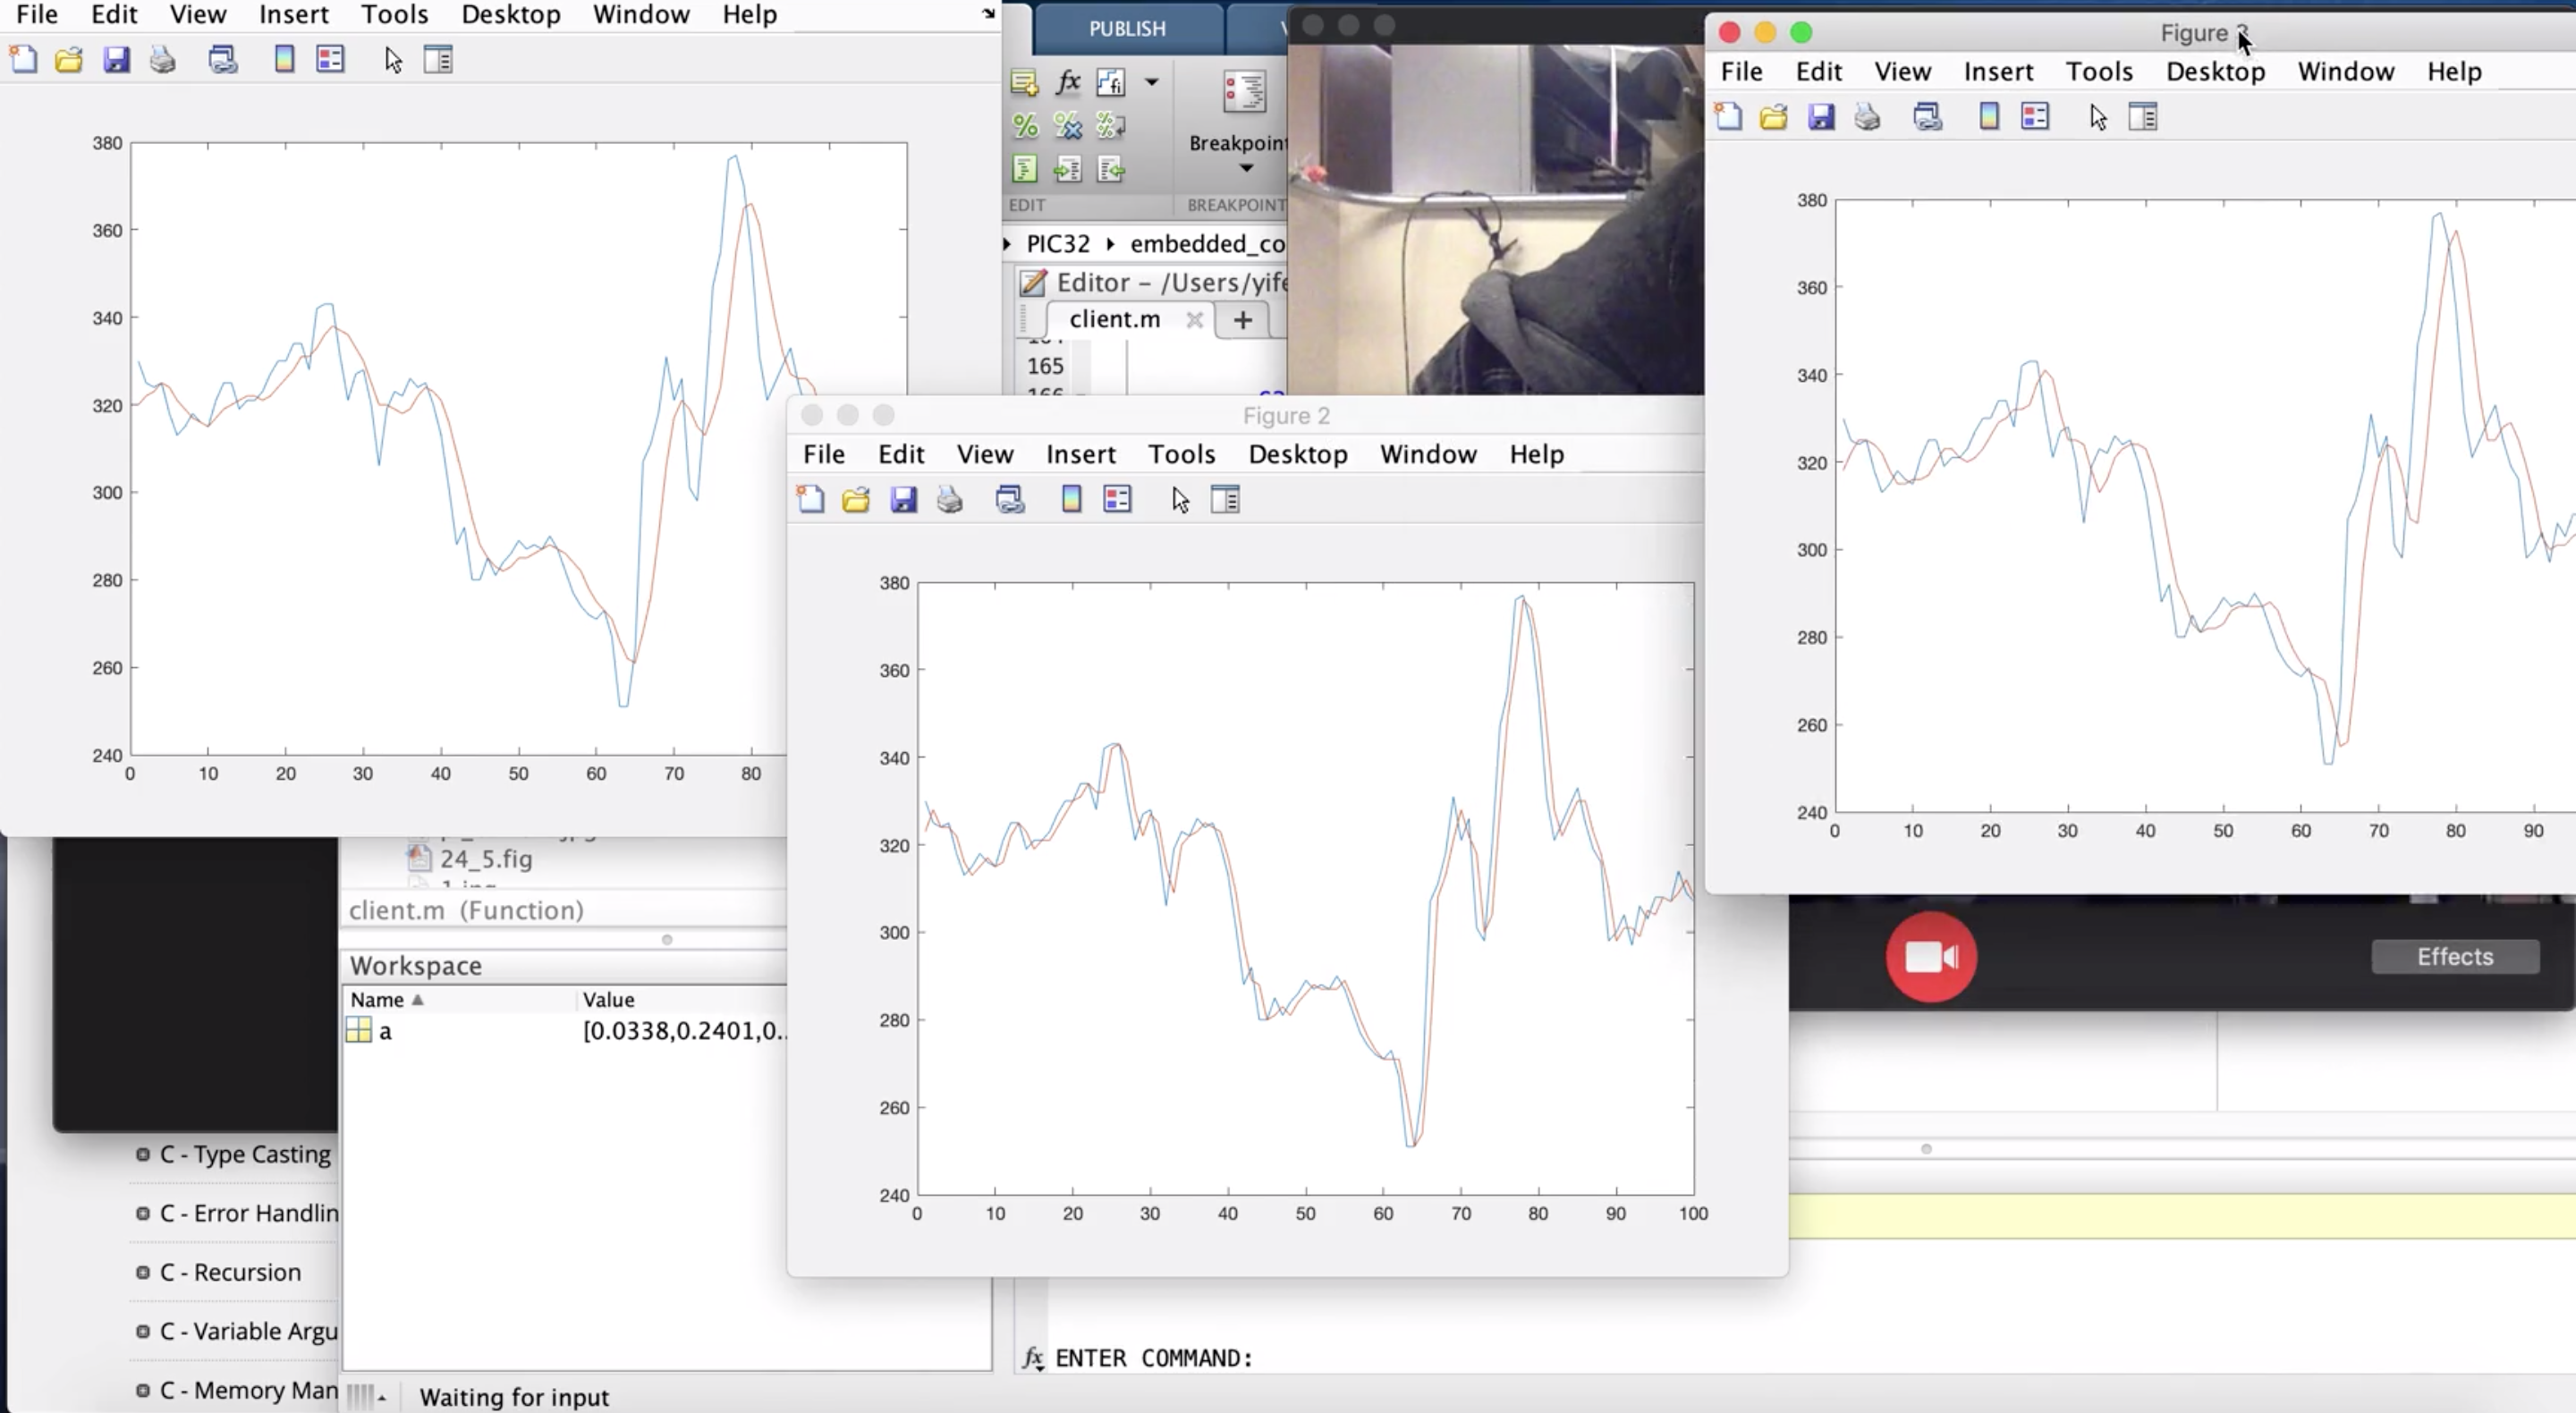 File Edit View Insert Tools Desktop Window Help
380
360
340
320
300
280
260
240
0 10 20 30 40 50 60 70 80
PUBLISH
fx
Breakpoint
EDIT
BREAKPOINT
PIC32 embedded_co
Editor – /Users/yife
client.m
165
Figure
File Edit View Insert Tools Desktop Window Help
380
360
340
320
300
280
260
240
0 10 20 30 40 50 60 70 80 90
Figure 2
File Edit View Insert Tools Desktop Window Help
380
360
340
320
300
280
260
240
0 10 20 30 40 50 60 70 80 90 100
24_5.fig
client.m (Function)
Workspace
Name Value
a [0.0338,0.2401,0..
Effects
C - Type Casting
C - Error Handlin
C - Recursion
C - Variable Argu
C - Memory Man
fx ENTER COMMAND:
Waiting for input